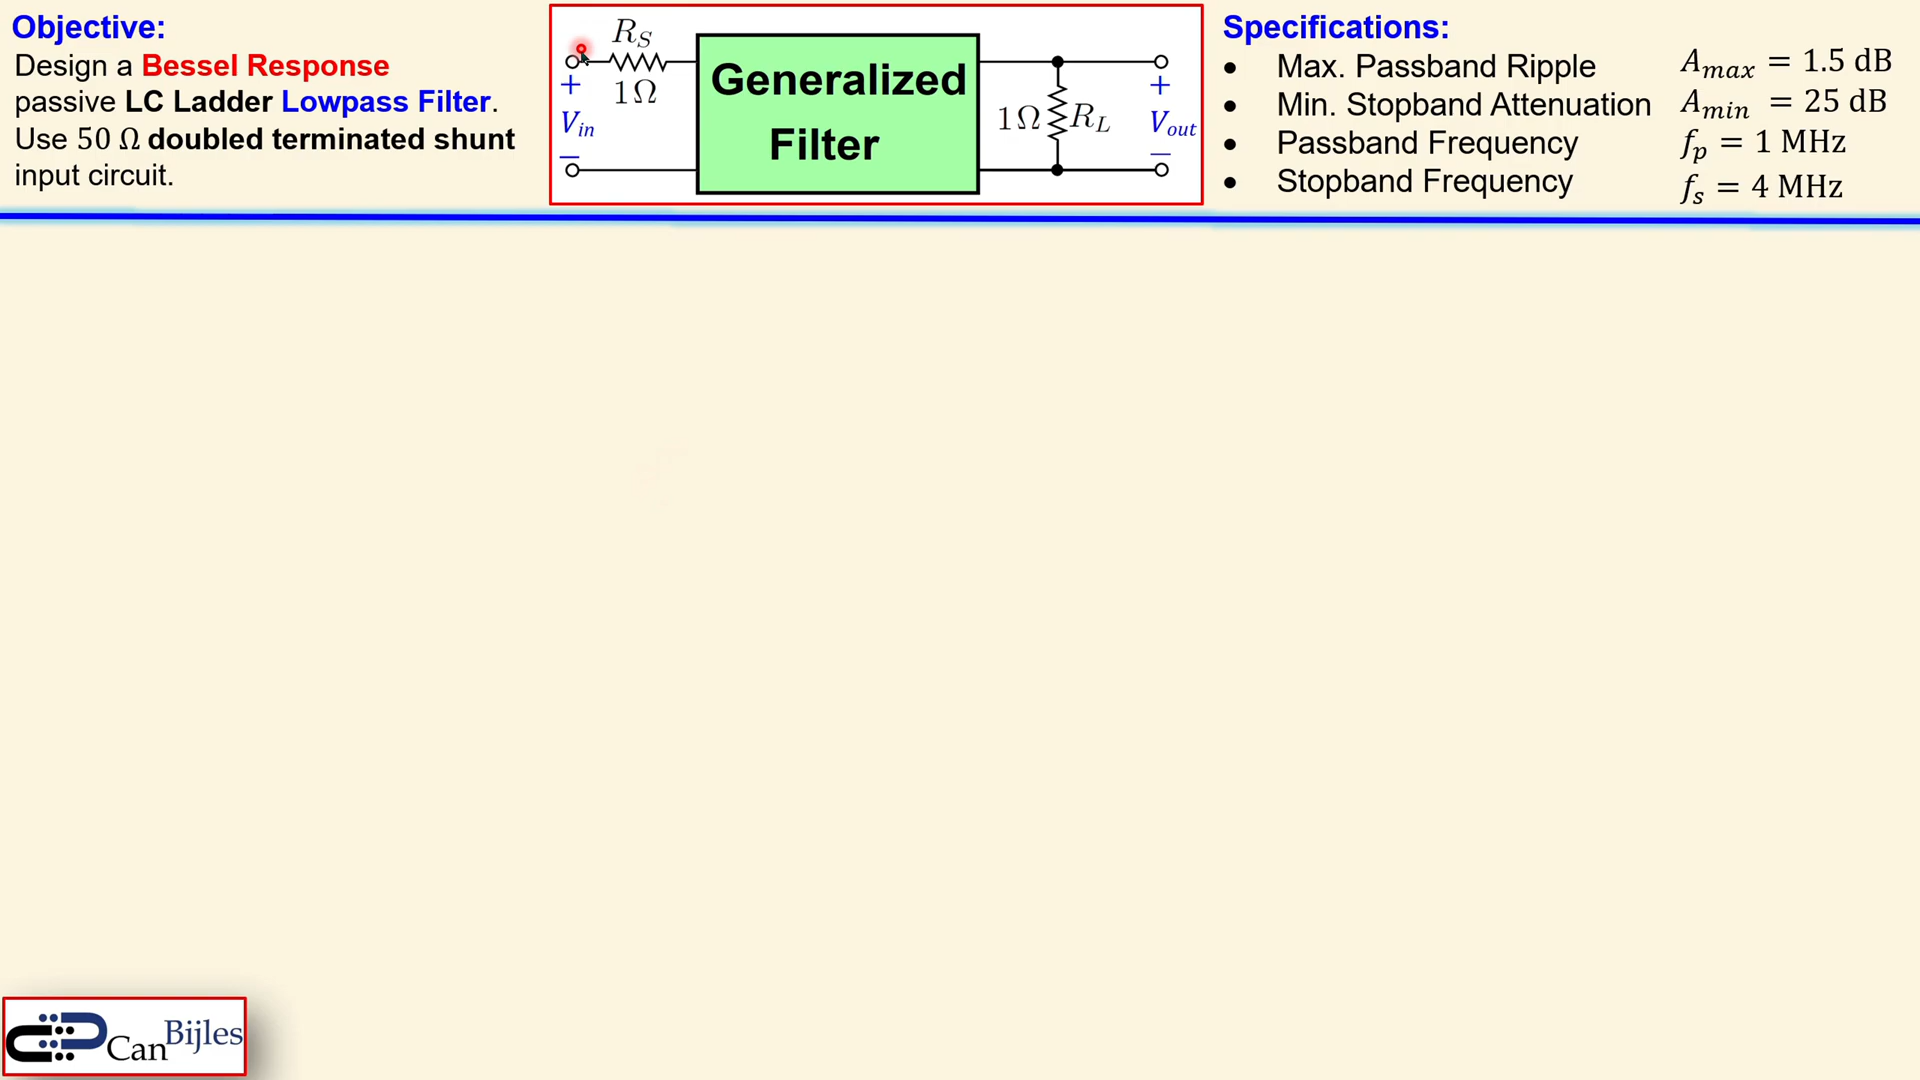 Objective:
Design a Bessel Response
passive LC Ladder Lowpass Filter.
Use 50 Ω doubled terminated shunt
input circuit.
R_S
1Ω
+
V_in
−
Generalized
Filter
1Ω R_L
+
V_out
−
Specifications:
• Max. Passband Ripple A_max = 1.5 dB
• Min. Stopband Attenuation A_min = 25 dB
• Passband Frequency f_p = 1 MHz
• Stopband Frequency f_s = 4 MHz
CanBijles